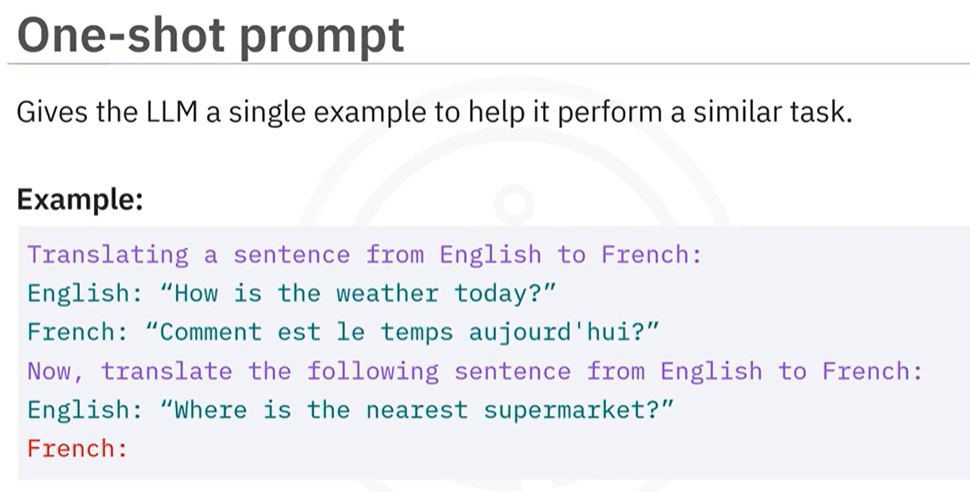 One-shot prompt
Gives the LLM a single example to help it perform a similar task.
Example:
Translating a sentence from English to French:
English: “How is the weather today?”
French: “Comment est le temps aujourd'hui?”
Now, translate the following sentence from English to French:
English: “Where is the nearest supermarket?”
French: